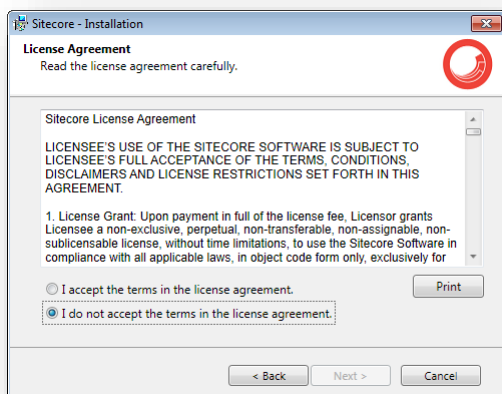 Sitecore - Installation
License Agreement
Read the license agreement carefully.
Sitecore License Agreement
LICENSEE'S USE OF THE SITECORE SOFTWARE IS SUBJECT TO
LICENSEE'S FULL ACCEPTANCE OF THE TERMS, CONDITIONS,
DISCLAIMERS AND LICENSE RESTRICTIONS SET FORTH IN THIS
AGREEMENT.
1. License Grant: Upon payment in full of the license fee, Licensor grants
Licensee a non-exclusive, perpetual, non-transferable, non-assignable, non-
sublicensable license, without time limitations, to use the Sitecore Software in
compliance with all applicable laws, in object code form only, exclusively for
I accept the terms in the license agreement.
Print
I do not accept the terms in the license agreement.
< Back
Next >
Cancel